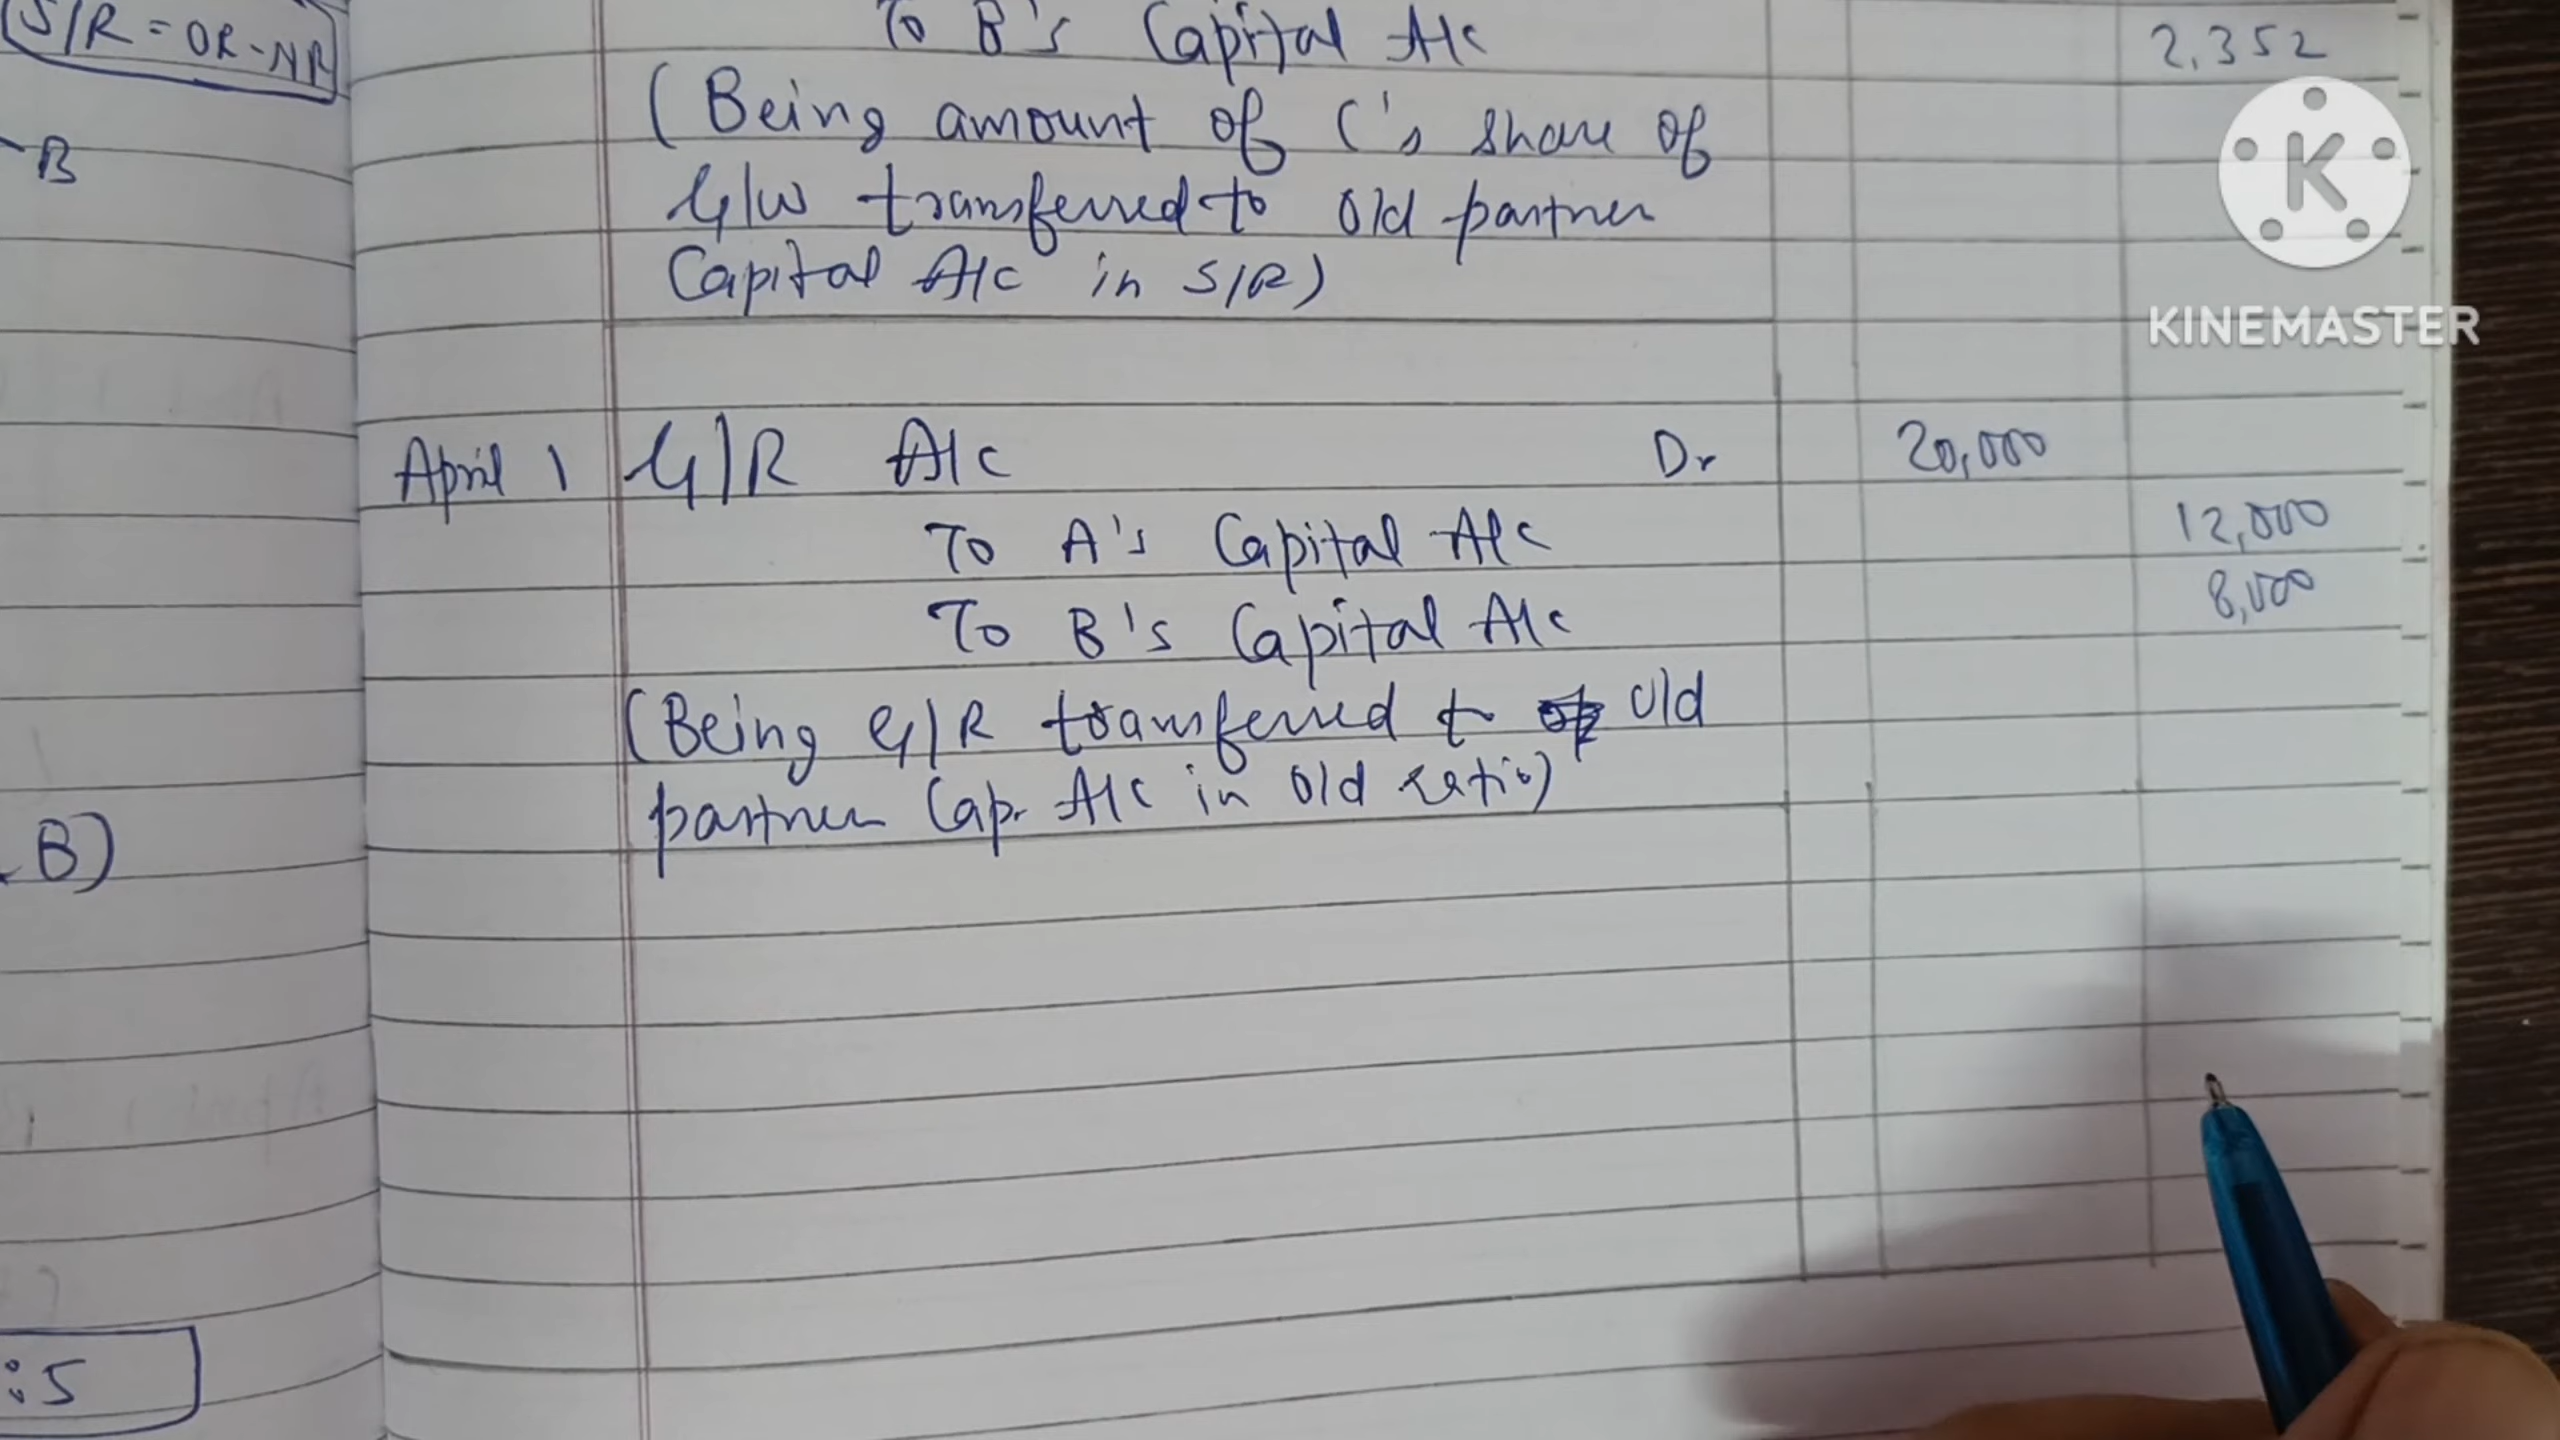 S/R = OR - NR
B
B)
: 5
To B's Capital A/c 2,352
(Being amount of C's share of
G/W transferred to old partner
Capital A/c in S/R)
April 1 G/R A/c Dr 20,000
To A's Capital A/c 12,000
To B's Capital A/c 8,000
(Being G/R transferred to old
partner Cap. A/c in old ratio)
K
KINEMASTER